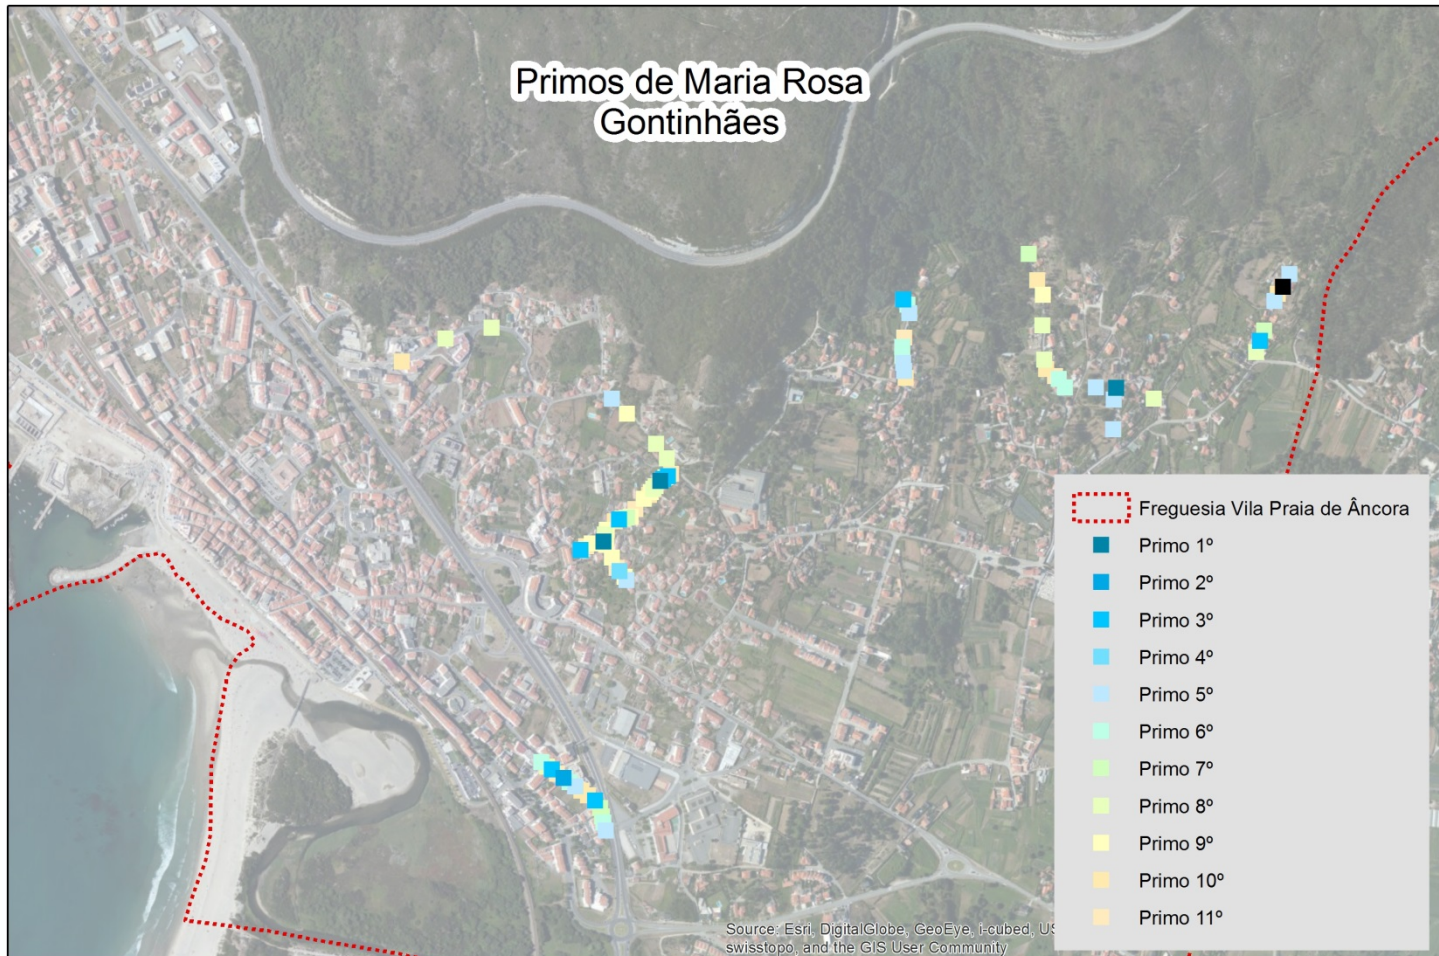 Primos de Maria Rosa
Gontinhães
Freguesia Vila Praia de Âncora
Primo 1º
Primo 2º
Primo 3º
Primo 4º
Primo 5º
Primo 6º
Primo 7º
Primo 8º
Primo 9º
Primo 10º
Primo 11º
Source: Esri, DigitalGlobe, GeoEye, i-cubed,
swisstopo, and the GIS User Community